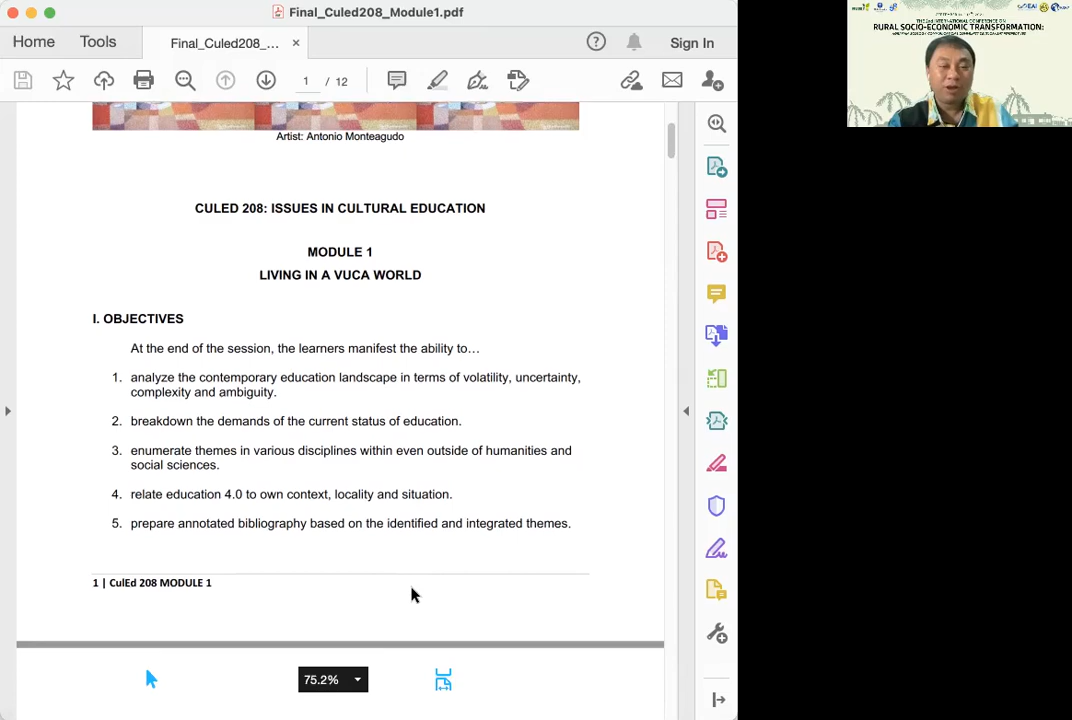 Final_Culed208_Module1.pdf
Home
Tools
Final_Culed208_...
Sign In
1 / 12
Artist: Antonio Monteagudo
CULED 208: ISSUES IN CULTURAL EDUCATION
MODULE 1
LIVING IN A VUCA WORLD
I. OBJECTIVES
At the end of the session, the learners manifest the ability to…
1. analyze the contemporary education landscape in terms of volatility, uncertainty,
complexity and ambiguity.
2. breakdown the demands of the current status of education.
3. enumerate themes in various disciplines within even outside of humanities and
social sciences.
4. relate education 4.0 to own context, locality and situation.
5. prepare annotated bibliography based on the identified and integrated themes.
1 | CulEd 208 MODULE 1
75.2%
RURAL SOCIO-ECONOMIC TRANSFORMATION: